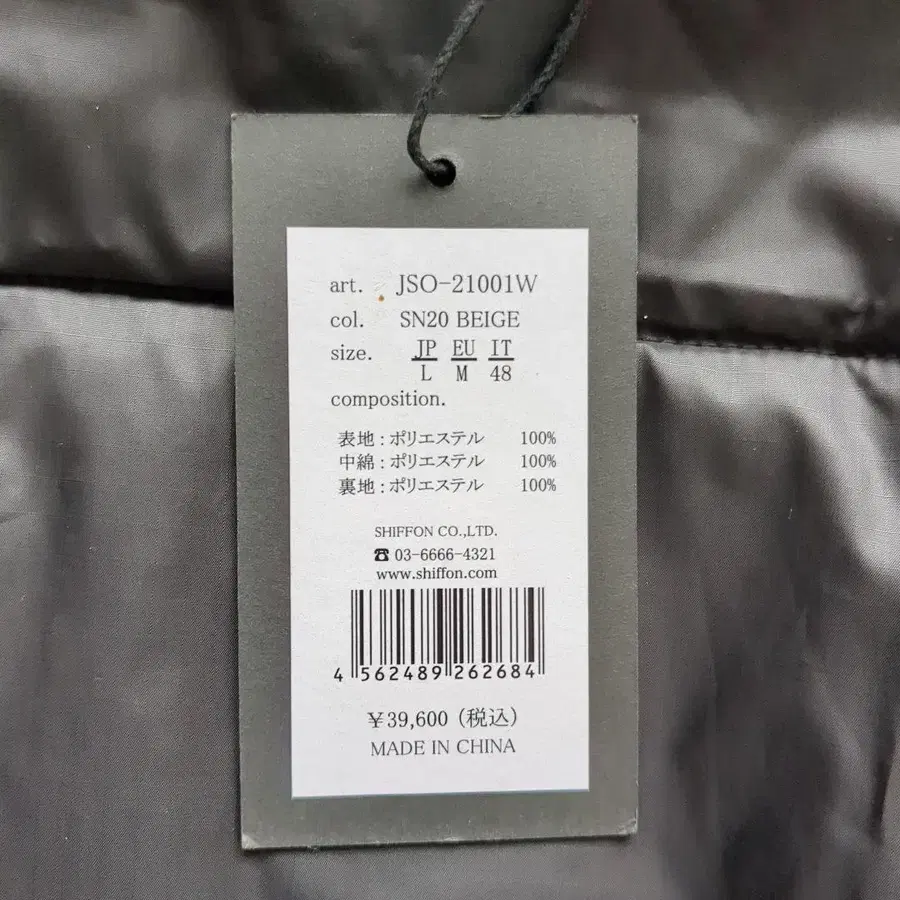 art. JSO-21001W
col. SN20 BEIGE
size. JP EU IT
L M 48
composition.
表地:ポリエステル 100%
中綿:ポリエステル 100%
裏地:ポリエステル 100%
SHIFFON CO.,LTD.
☎ 03-6666-4321
www.shiffon.com
4 562489 262684
¥39,600 (税込)
MADE IN CHINA